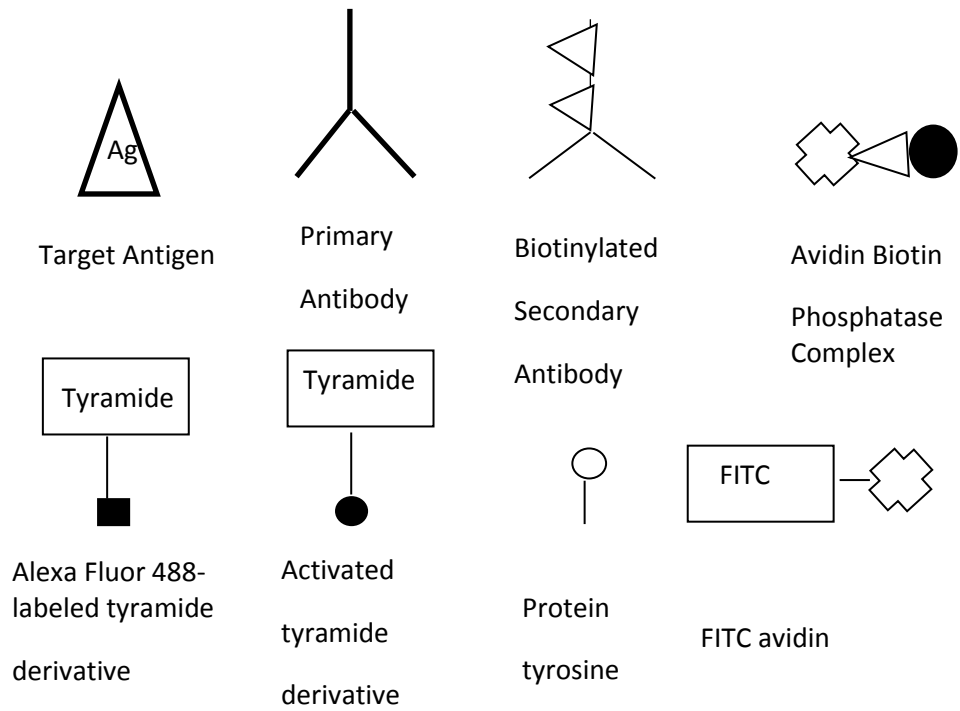 Ag
Target Antigen
Primary
Antibody
Biotinylated
Secondary
Antibody
Avidin Biotin
Phosphatase
Complex
Tyramide
Alexa Fluor 488-
labeled tyramide
derivative
Tyramide
Activated
tyramide
derivative
Protein
tyrosine
FITC
FITC avidin